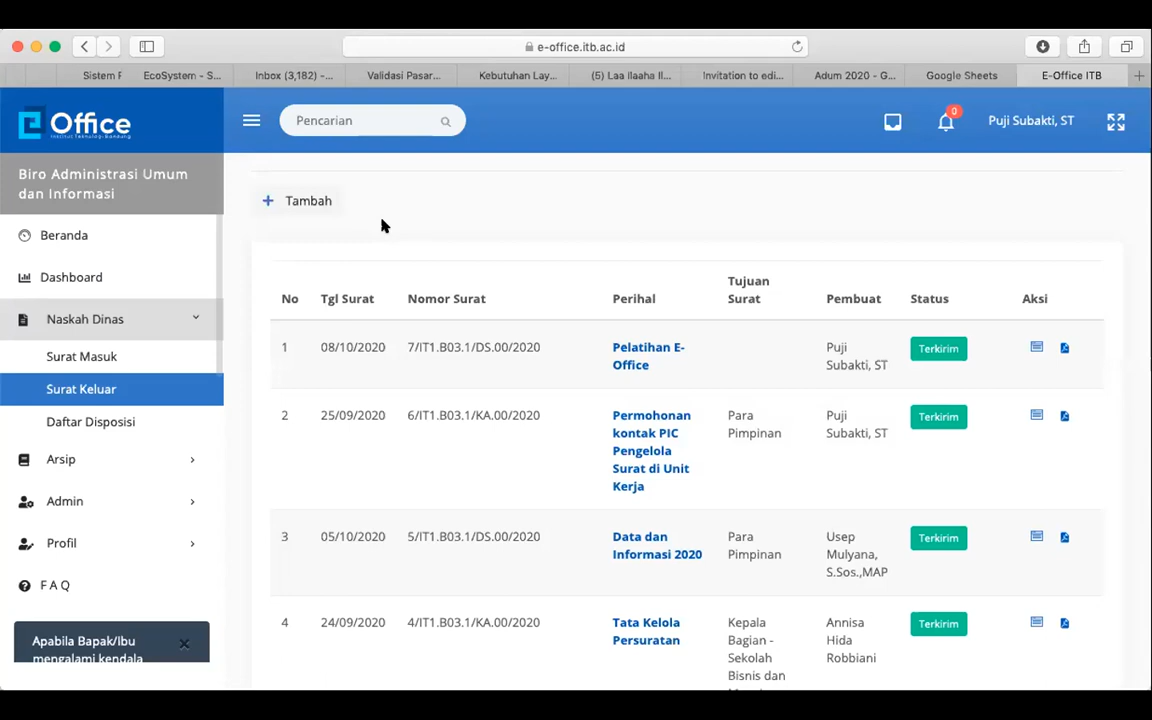 e-office.itb.ac.id
Sistem F
EcoSystem - S...
Inbox (3,182) -...
Validasi Pasar...
Kebutuhan Lay...
(5) Laa ilaaha Il...
Invitation to edi...
Adum 2020 - G...
Google Sheets
E-Office ITB
eOffice
Institut Teknologi Bandung
Pencarian
0
Puji Subakti, ST
Biro Administrasi Umum
dan Informasi
Beranda
Dashboard
Naskah Dinas
Surat Masuk
Surat Keluar
Daftar Disposisi
Arsip
Admin
Profil
F A Q
Apabila Bapak/Ibu
mengalami kendala
+ Tambah
No Tgl Surat Nomor Surat Perihal Tujuan Surat Pembuat Status Aksi
1 08/10/2020 7/IT1.B03.1/DS.00/2020 Pelatihan E- Puji Terkirim
Office Subakti, ST
2 25/09/2020 6/IT1.B03.1/KA.00/2020 Permohonan Para Puji Terkirim
kontak PIC Pimpinan Subakti, ST
Pengelola
Surat di Unit
Kerja
3 05/10/2020 5/IT1.B03.1/DS.00/2020 Data dan Para Usep Terkirim
Informasi 2020 Pimpinan Mulyana,
S.Sos.,MAP
4 24/09/2020 4/IT1.B03.1/KA.00/2020 Tata Kelola Kepala Annisa Terkirim
Persuratan Bagian - Hida
Sekolah Robbiani
Bisnis dan